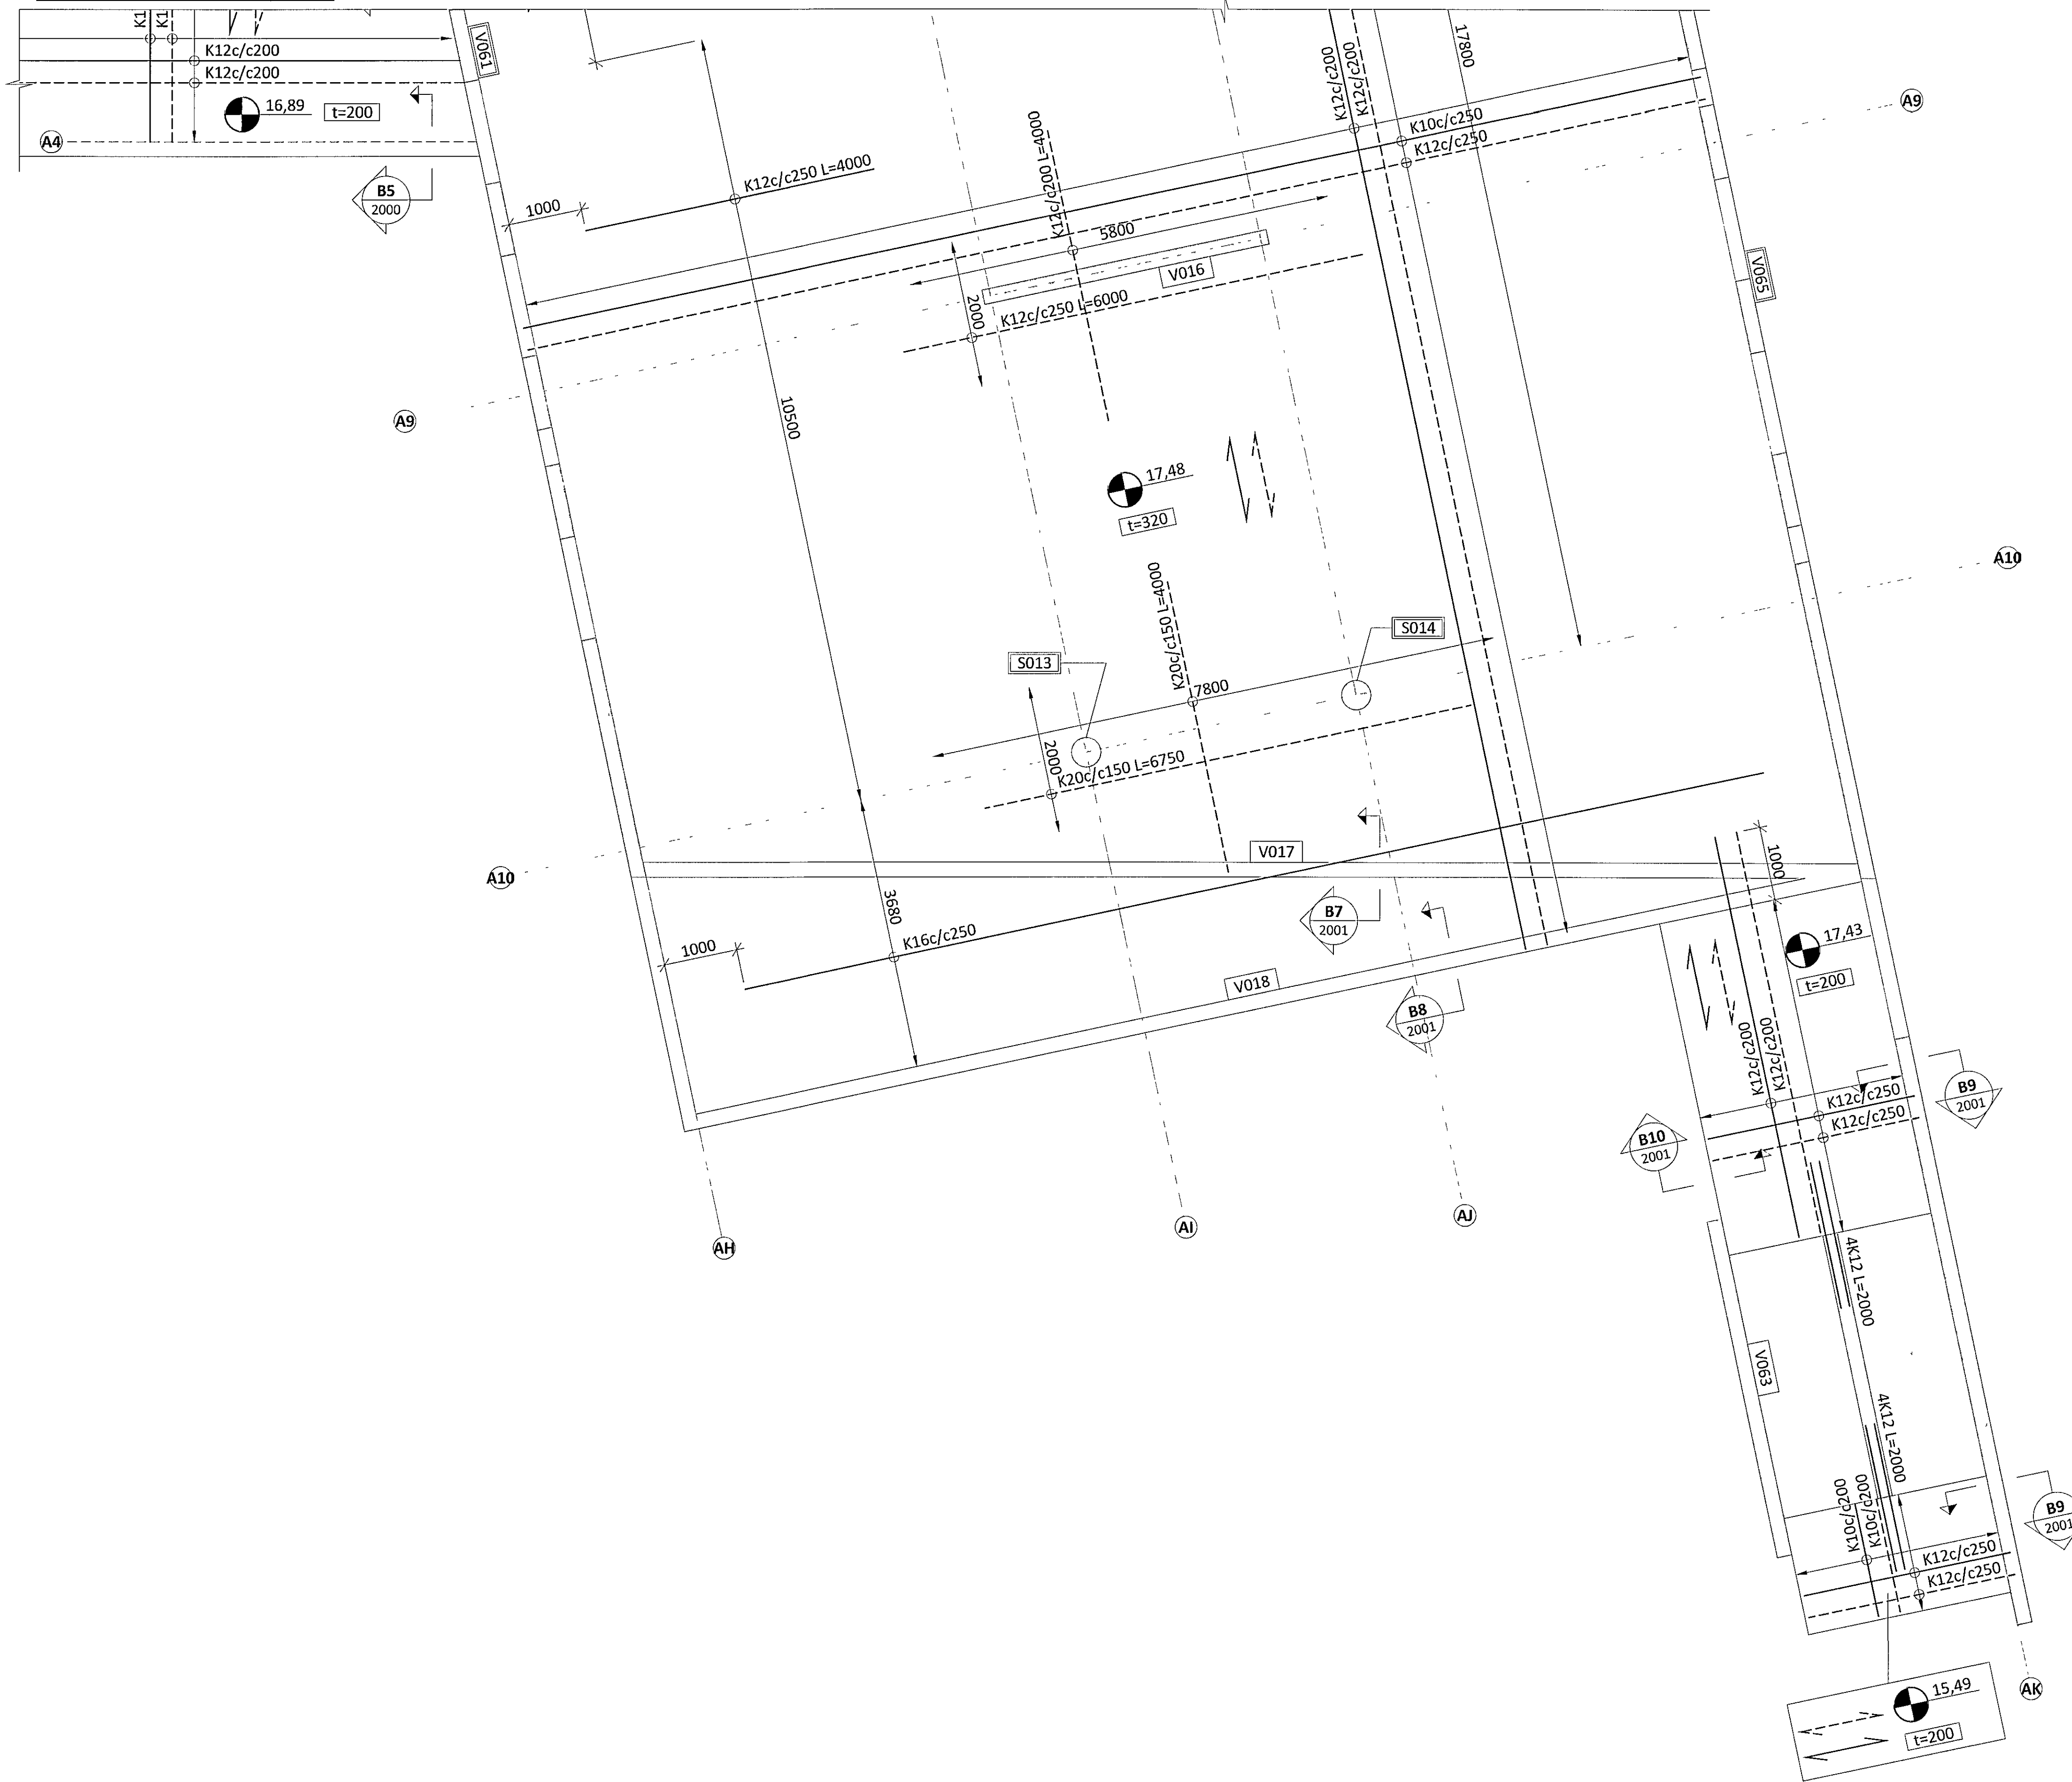 K1
K1
K12c/c200
K12c/c200
16,89
t=200
A4
B5
2000
V061
1000
K12c/c250 L=4000
K12c/c200 L=4000
5800
V016
2000
K12c/c250 L=6000
K12c/c200
K12c/c200
17800
K10c/c250
K12c/c250
A9
V065
A9
10500
17,48
t=320
A10
K20c/c150 L=4000
S014
S013
7800
2000
K20c/c150 L=6750
A10
V017
1000
3680
B7
2001
K16c/c250
1000
17,43
t=200
V018
B8
2001
K12c/c200
K12c/c200
K12c/c250
K12c/c250
B9
2001
B10
2001
AH
AI
AJ
4K12 L=2000
V063
4K12 L=2000
K10c/c200
K10c/c200
B9
2001
K12c/c250
K12c/c250
15,49
t=200
AK